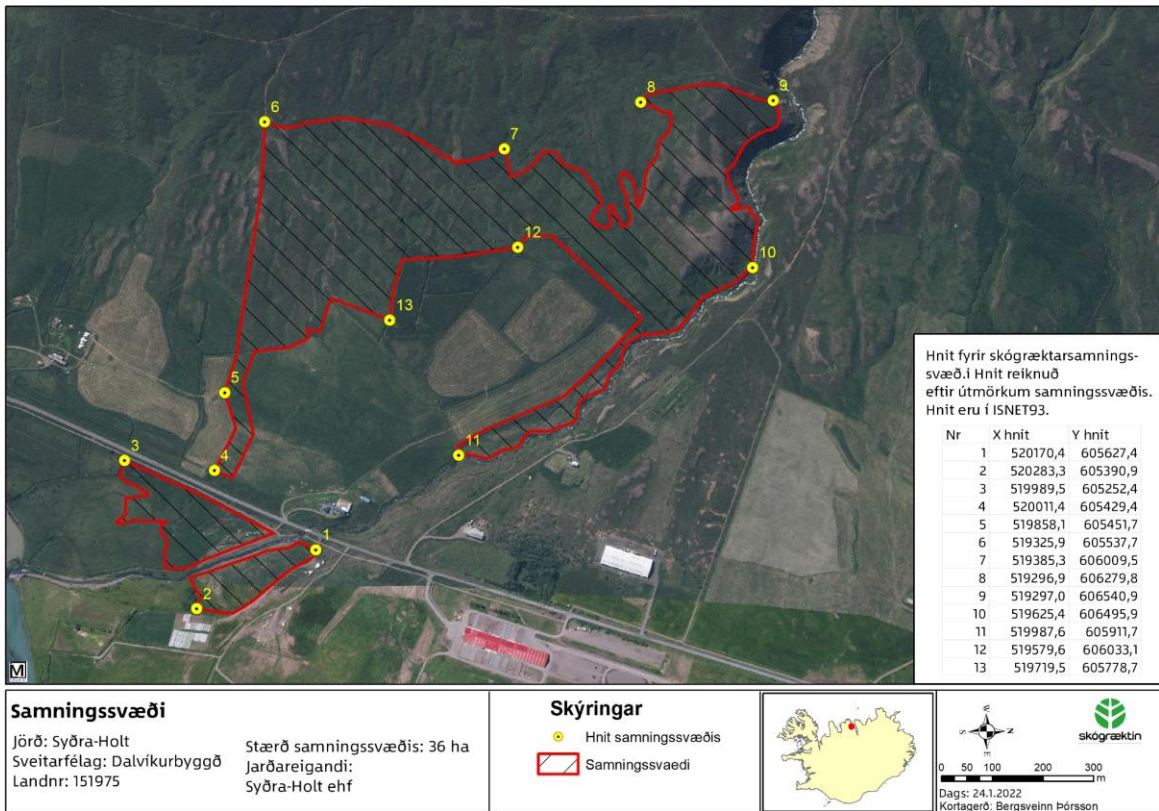 6
7
8
9
12
10
13
5
11
3
4
1
2
M
Hnit fyrir skógræktarsamnings-
svæð.i Hnit reiknuð
eftir útmörkum samningssvæðis.
Hnit eru í ISNET93.
Nr X hnit Y hnit
1 520170,4 605627,4
2 520283,3 605390,9
3 519989,5 605252,4
4 520011,4 605429,4
5 519858,1 605451,7
6 519325,9 605537,7
7 519385,3 606009,5
8 519296,9 606279,8
9 519297,0 606540,9
10 519625,4 606495,9
11 519987,6 605911,7
12 519579,6 606033,1
13 519719,5 605778,7
Samningssvæði
Jörð: Syðra-Holt
Sveitarfélag: Dalvíkurbyggð
Landnr: 151975
Stærð samningssvæðis: 36 ha
Jarðareigandi:
Syðra-Holt ehf
Skýringar
Hnit samningssvæðis
Samningssvaedi
W
S N
E
skógræktin
0 50 100 200 300
m
Dags: 24.1.2022
Kortagerð: Bergsveinn Þórsson